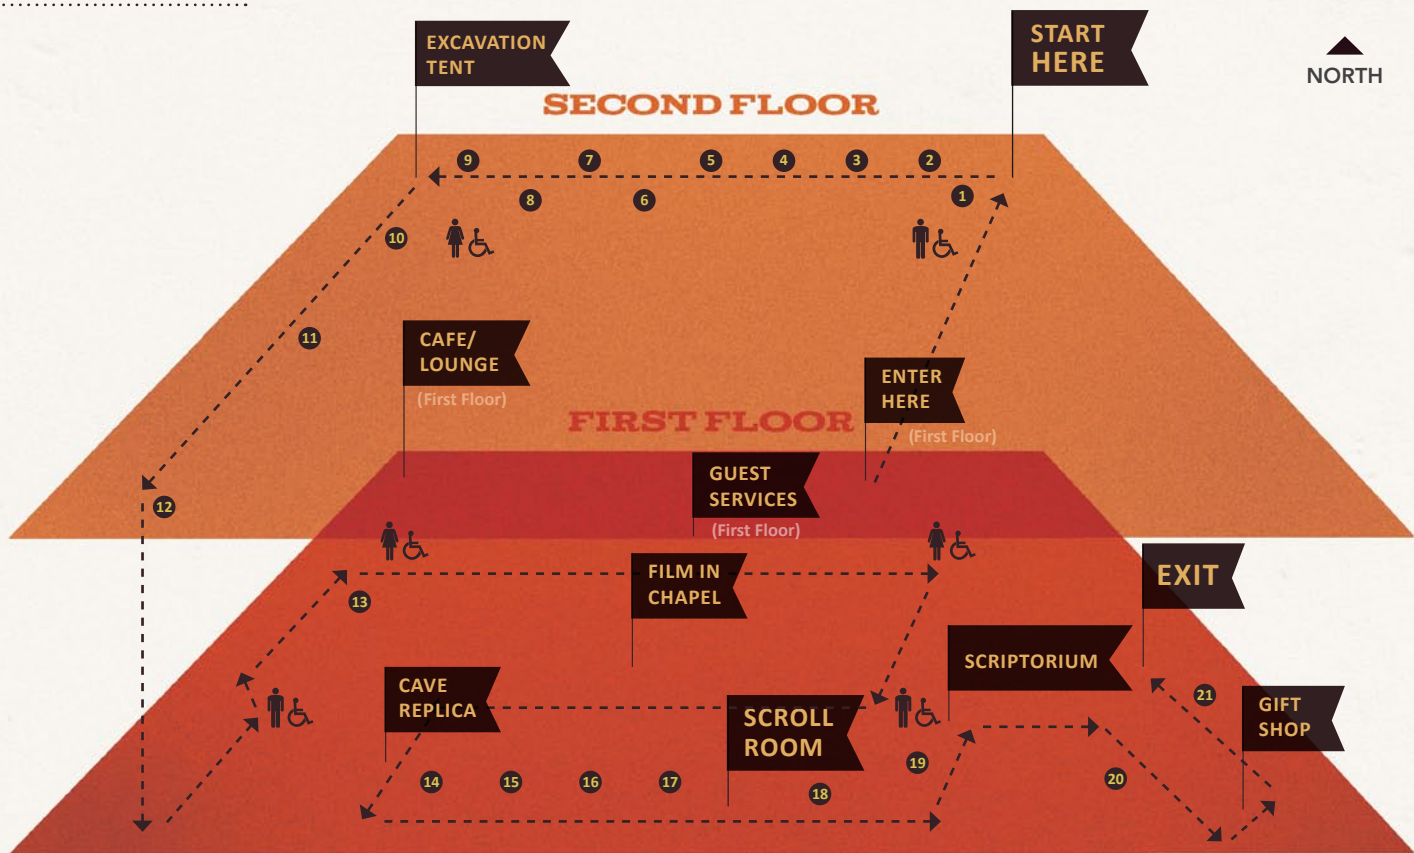 EXCAVATION
TENT
START
HERE
NORTH
SECOND FLOOR
9
7
5
4
3
2
8
6
1
10
11
CAFE/
LOUNGE
(First Floor)
ENTER
HERE
(First Floor)
FIRST FLOOR
GUEST
SERVICES
(First Floor)
12
FILM IN
CHAPEL
EXIT
13
SCRIPTORIUM
CAVE
REPLICA
SCROLL
ROOM
21
GIFT
SHOP
14
15
16
17
18
19
20